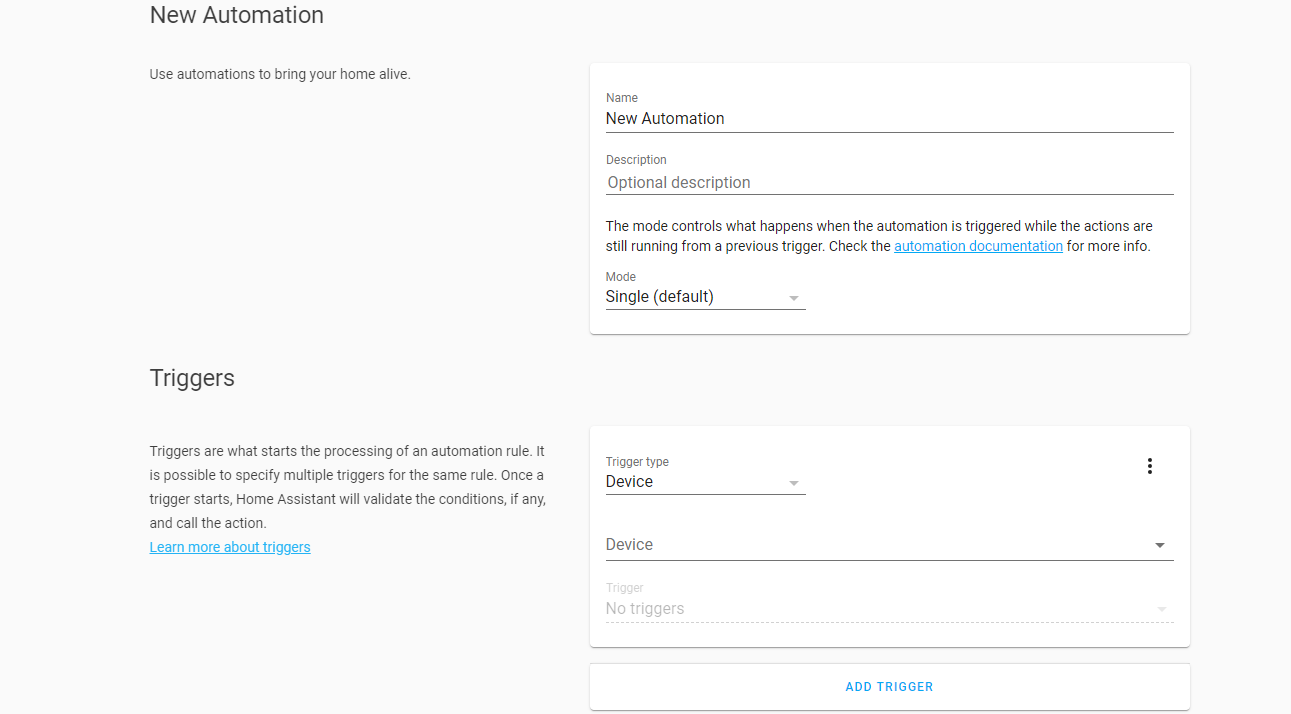 New Automation
Use automations to bring your home alive.
Name
New Automation
Description
Optional description
The mode controls what happens when the automation is triggered while the actions are
still running from a previous trigger. Check the automation documentation for more info.
Mode
Single (default)
Triggers
Triggers are what starts the processing of an automation rule. It
is possible to specify multiple triggers for the same rule. Once a
trigger starts, Home Assistant will validate the conditions, if any,
and call the action.
Learn more about triggers
Trigger type
Device
Device
Trigger
No triggers
ADD TRIGGER